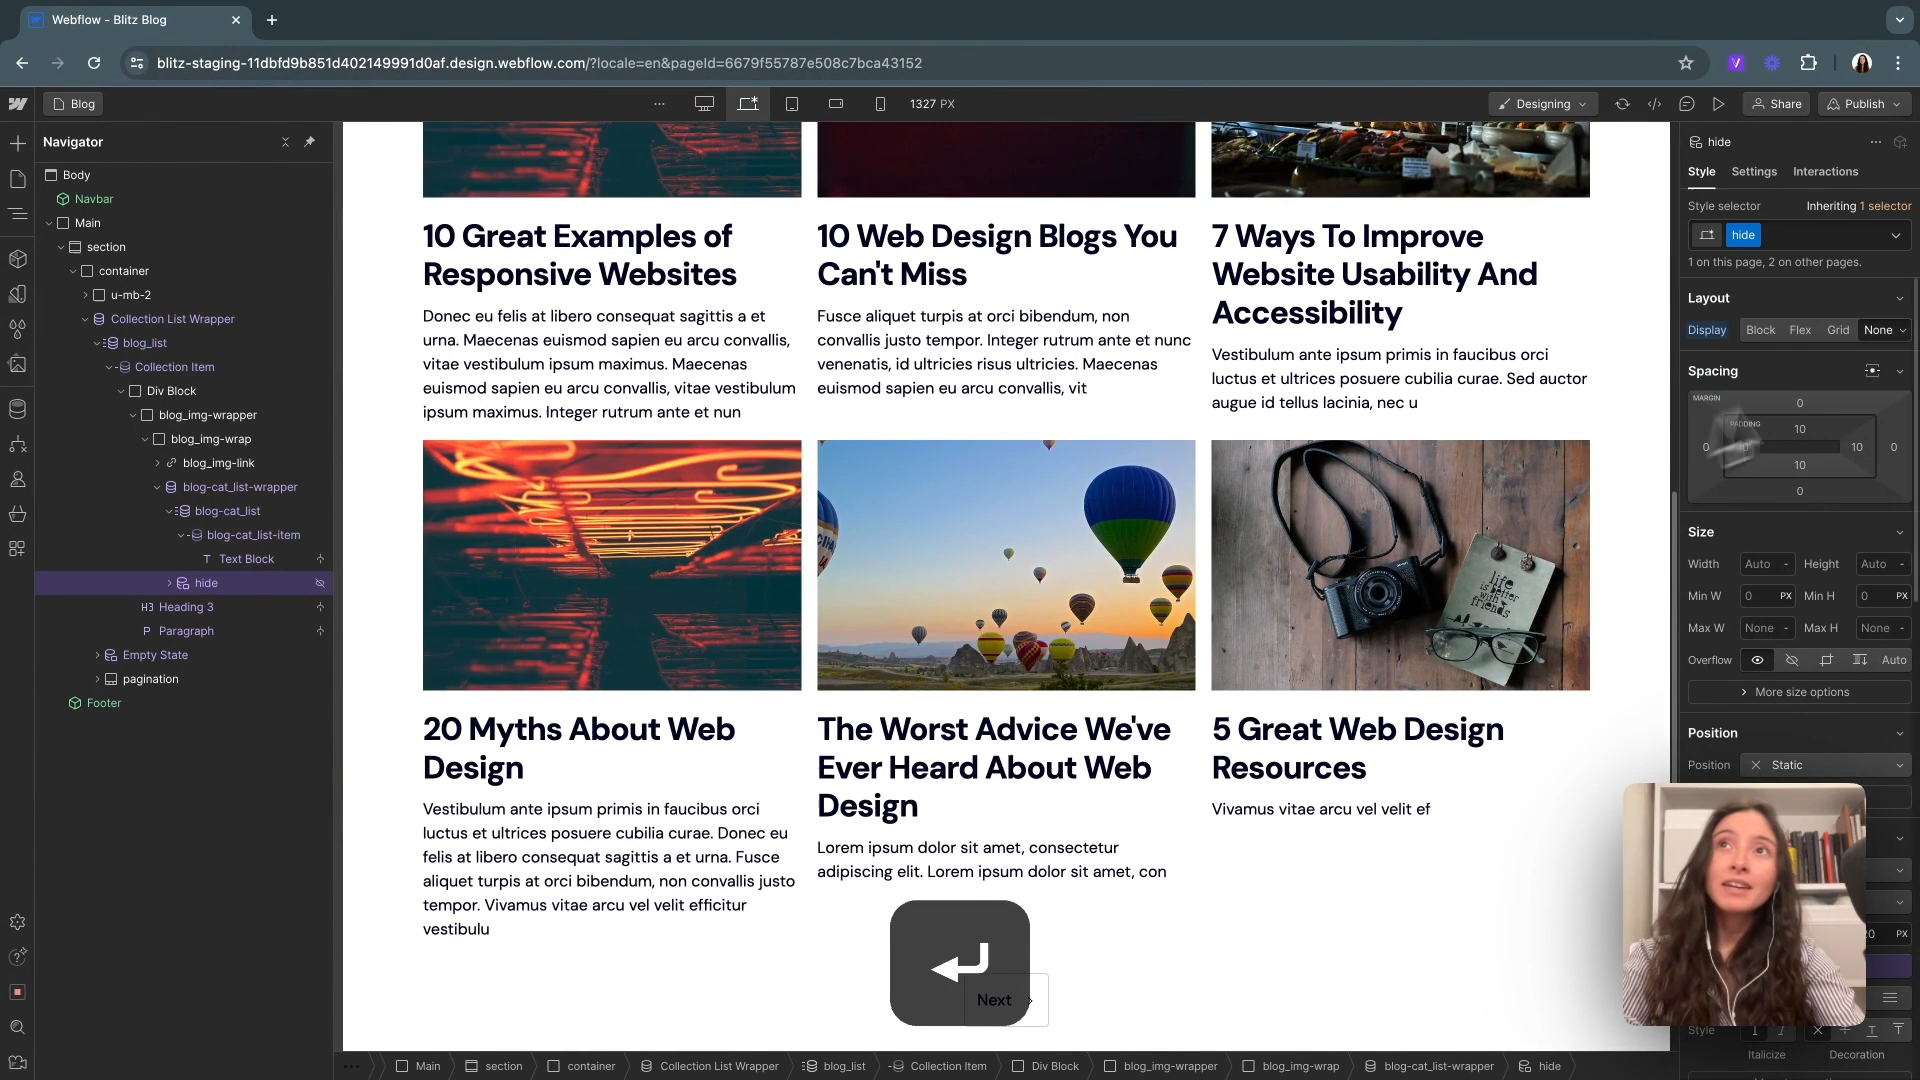 Webflow - Blitz Blog
blitz-staging-11dbfd9b851d402149991d0af.design.webflow.com/?locale=en&pageId=6679f55787e508c7bca43152
Blog
1327 PX
Designing
Share
Publish
Navigator
Body
Navbar
Main
section
container
u-mb-2
Collection List Wrapper
blog_list
Collection Item
Div Block
blog_img-wrapper
blog_img-wrap
blog_img-link
blog-cat_list-wrapper
blog-cat_list
blog-cat_list-item
Text Block
hide
H3 Heading 3
P Paragraph
Empty State
pagination
Footer
10 Great Examples of
Responsive Websites
Donec eu felis at libero consequat sagittis a et
urna. Maecenas euismod sapien eu arcu convallis,
vitae vestibulum ipsum maximus. Maecenas
euismod sapien eu arcu convallis, vitae vestibulum
ipsum maximus. Integer rutrum ante et nun
10 Web Design Blogs You
Can't Miss
Fusce aliquet turpis at orci bibendum, non
convallis justo tempor. Integer rutrum ante et nunc
venenatis, id ultricies risus ultricies. Maecenas
euismod sapien eu arcu convallis, vit
7 Ways To Improve
Website Usability And
Accessibility
Vestibulum ante ipsum primis in faucibus orci
luctus et ultrices posuere cubilia curae. Sed auctor
augue id tellus lacinia, nec u
life
is better
with
friends
20 Myths About Web
Design
Vestibulum ante ipsum primis in faucibus orci
luctus et ultrices posuere cubilia curae. Donec eu
felis at libero consequat sagittis a et urna. Fusce
aliquet turpis at orci bibendum, non convallis justo
tempor. Vivamus vitae arcu vel velit efficitur
vestibulu
The Worst Advice We've
Ever Heard About Web
Design
Lorem ipsum dolor sit amet, consectetur
adipiscing elit. Lorem ipsum dolor sit amet, con
5 Great Web Design
Resources
Vivamus vitae arcu vel velit ef
Next
hide
Style Settings Interactions
Style selector Inheriting 1 selector
hide
1 on this page, 2 on other pages.
Layout
Display Block Flex Grid None
Spacing
MARGIN
0
PADDING
10
0 10 0
10
0
Size
Width Auto - Height Auto -
Min W 0 PX Min H 0 PX
Max W None - Max H None -
Overflow Auto
More size options
Position
Position Static
20 PX
Style
Italicize Decoration
Main section container Collection List Wrapper blog_list Collection Item Div Block blog_img-wrapper blog_img-wrap blog-cat_list-wrapper hide